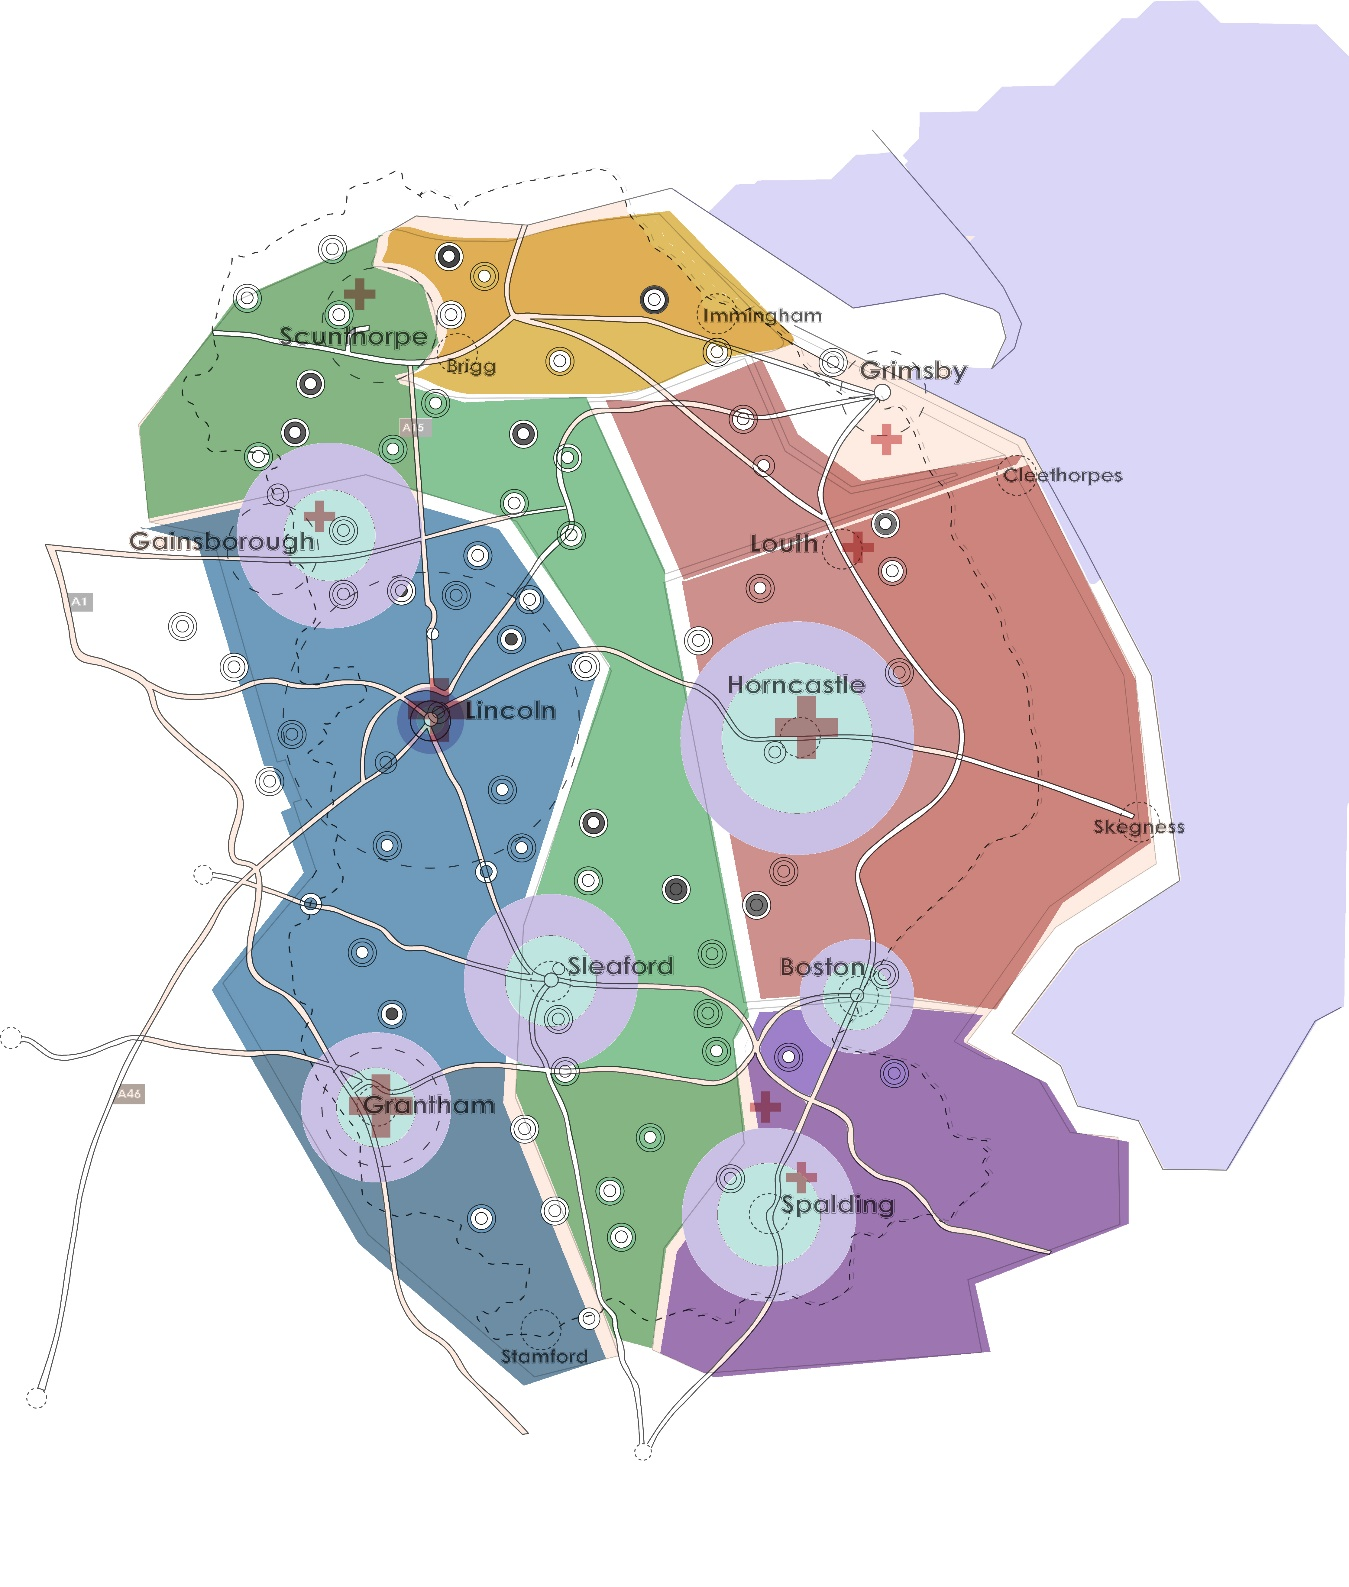 Immingham
Scunthorpe
Brigg
Grimsby
A15
Cleethorpes
Gainsborough
Louth
A1
Horncastle
Lincoln
Skegness
Sleaford
Boston
A46
Grantham
Spalding
Stamford